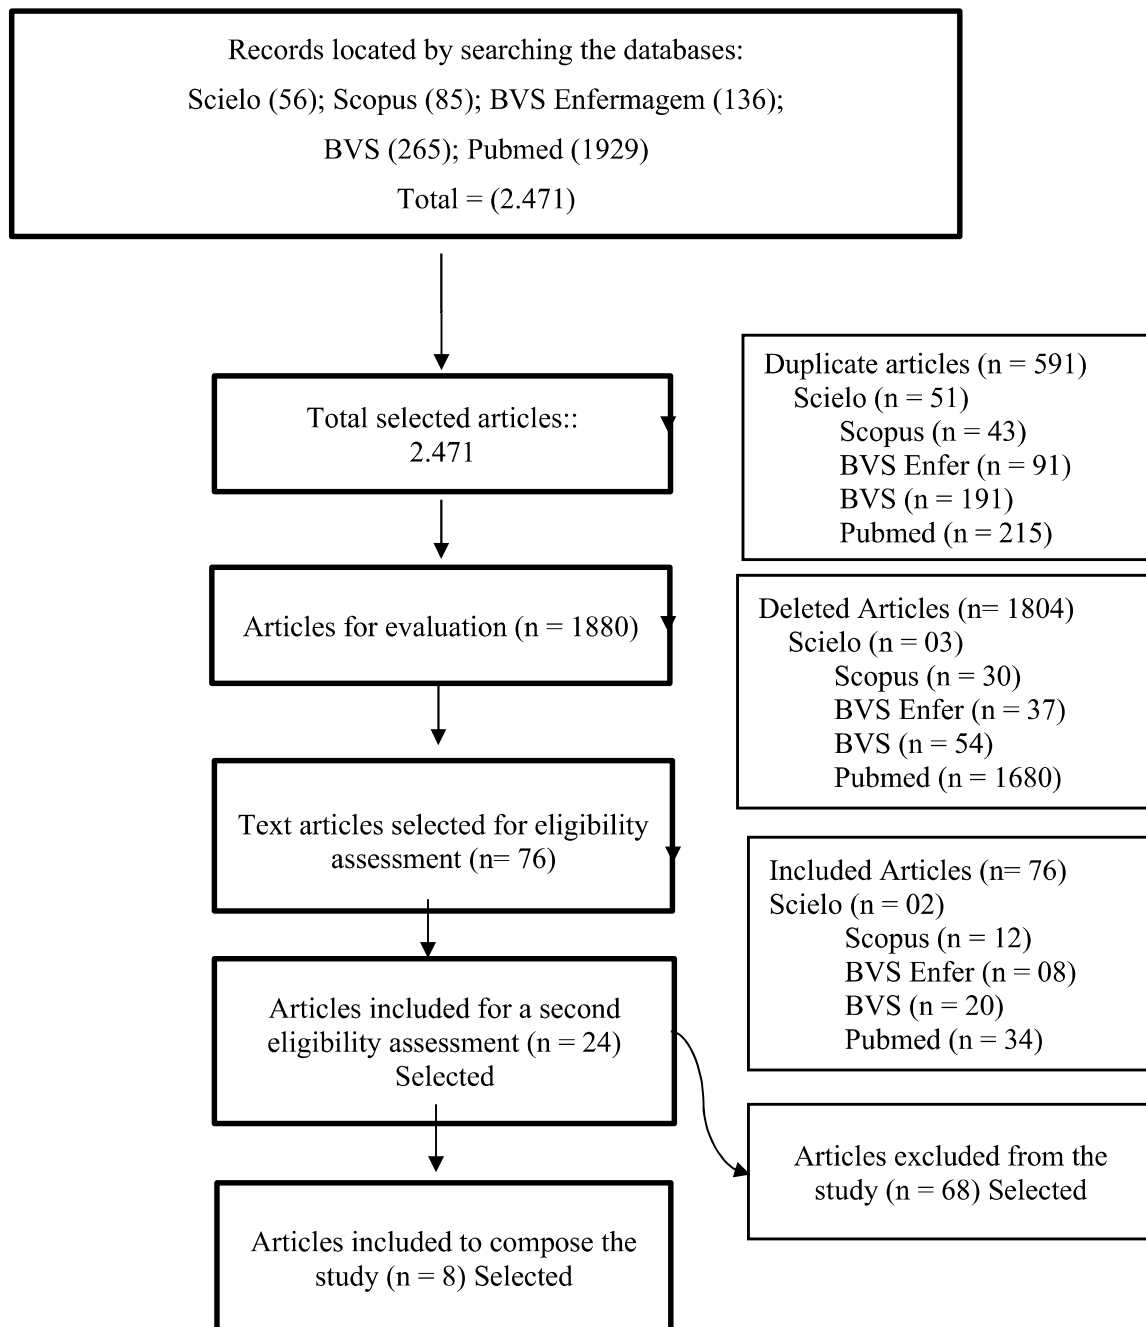 Records located by searching the databases:
Scielo (56); Scopus (85); BVS Enfermagem (136);
BVS (265); Pubmed (1929)
Total = (2.471)
Total selected articles::
2.471
Duplicate articles (n = 591)
Scielo (n = 51)
Scopus (n = 43)
BVS Enfer (n = 91)
BVS (n = 191)
Pubmed (n = 215)
Articles for evaluation (n = 1880)
Deleted Articles (n= 1804)
Scielo (n = 03)
Scopus (n = 30)
BVS Enfer (n = 37)
BVS (n = 54)
Pubmed (n = 1680)
Text articles selected for eligibility
assessment (n= 76)
Included Articles (n= 76)
Scielo (n = 02)
Scopus (n = 12)
BVS Enfer (n = 08)
BVS (n = 20)
Pubmed (n = 34)
Articles included for a second
eligibility assessment (n = 24)
Selected
Articles excluded from the
study (n = 68) Selected
Articles included to compose the
study (n = 8) Selected